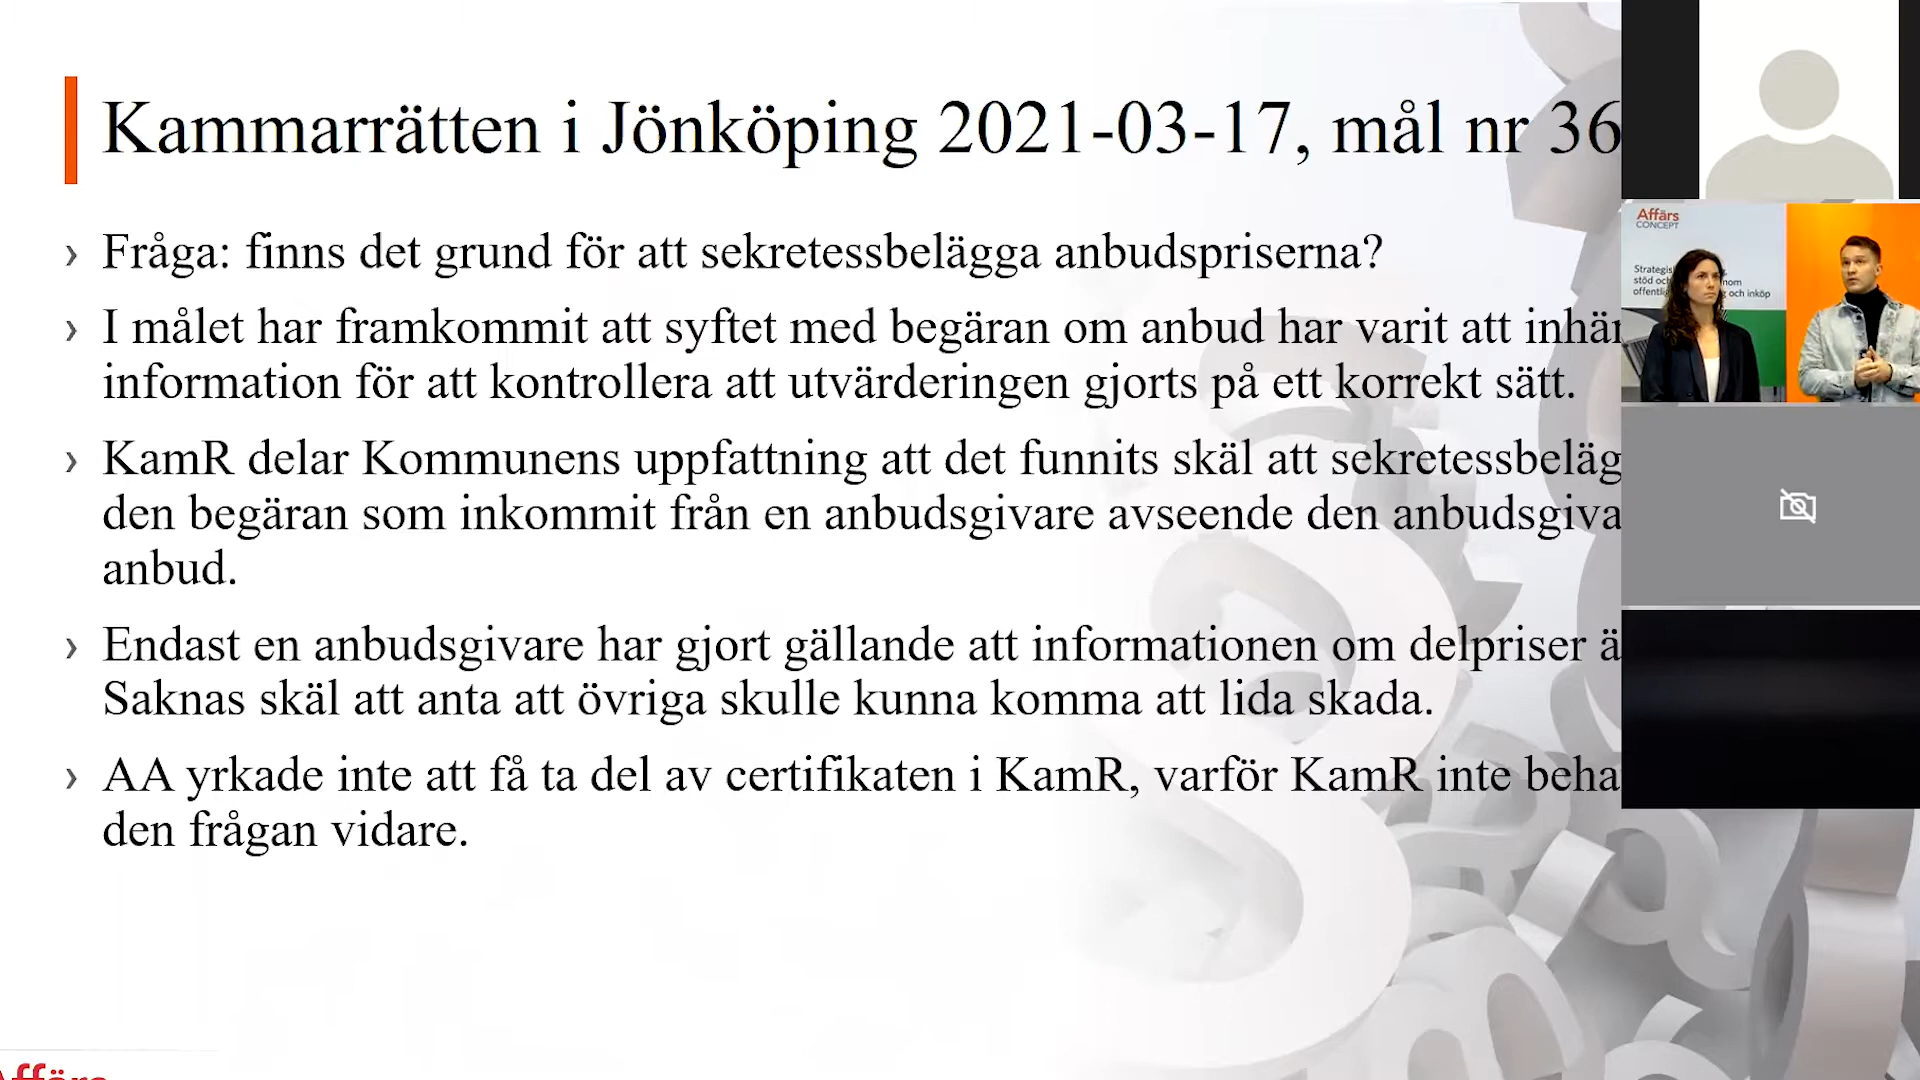 Kammarrätten i Jönköping 2021-03-17, mål nr 36
› Fråga: finns det grund för att sekretessbelägga anbudspriserna?
› I målet har framkommit att syftet med begäran om anbud har varit att inhär
information för att kontrollera att utvärderingen gjorts på ett korrekt sätt.
› KamR delar Kommunens uppfattning att det funnits skäl att sekretessbeläg
den begäran som inkommit från en anbudsgivare avseende den anbudsgiva
anbud.
› Endast en anbudsgivare har gjort gällande att informationen om delpriser ä
Saknas skäl att anta att övriga skulle kunna komma att lida skada.
› AA yrkade inte att få ta del av certifikaten i KamR, varför KamR inte beha
den frågan vidare.
Affärs
CONCEPT
stöd och
offentlig
och inköp
Affärs